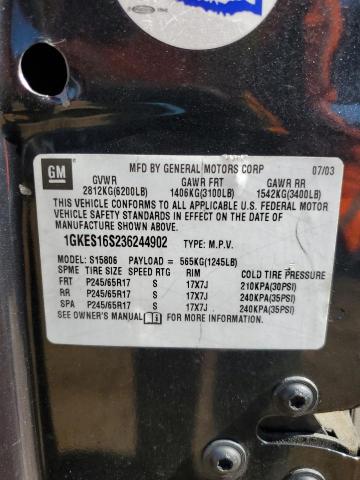 GM
MFD BY GENERAL MOTORS CORP 07/03
GVWR GAWR FRT GAWR RR
2812KG(6200LB) 1406KG(3100LB) 1542KG(3400LB)
THIS VEHICLE CONFORMS TO ALL APPLICABLE U.S. FEDERAL MOTOR
VEHICLE SAFETY STANDARDS IN EFFECT ON THE DATE OF
MANUFACTURE SHOWN ABOVE.
1GKES16S236244902 TYPE: M.P.V.
MODEL: S15806 PAYLOAD = 565KG(1245LB)
SPME TIRE SIZE SPEED RTG RIM COLD TIRE PRESSURE
FRT P245/65R17 S 17X7J 210KPA(30PSI)
RR P245/65R17 S 17X7J 240KPA(35PSI)
SPA P245/65R17 S 17X7J 240KPA(35PSI)
SEE OWNER'S MANUAL FOR MORE INFORMATION.